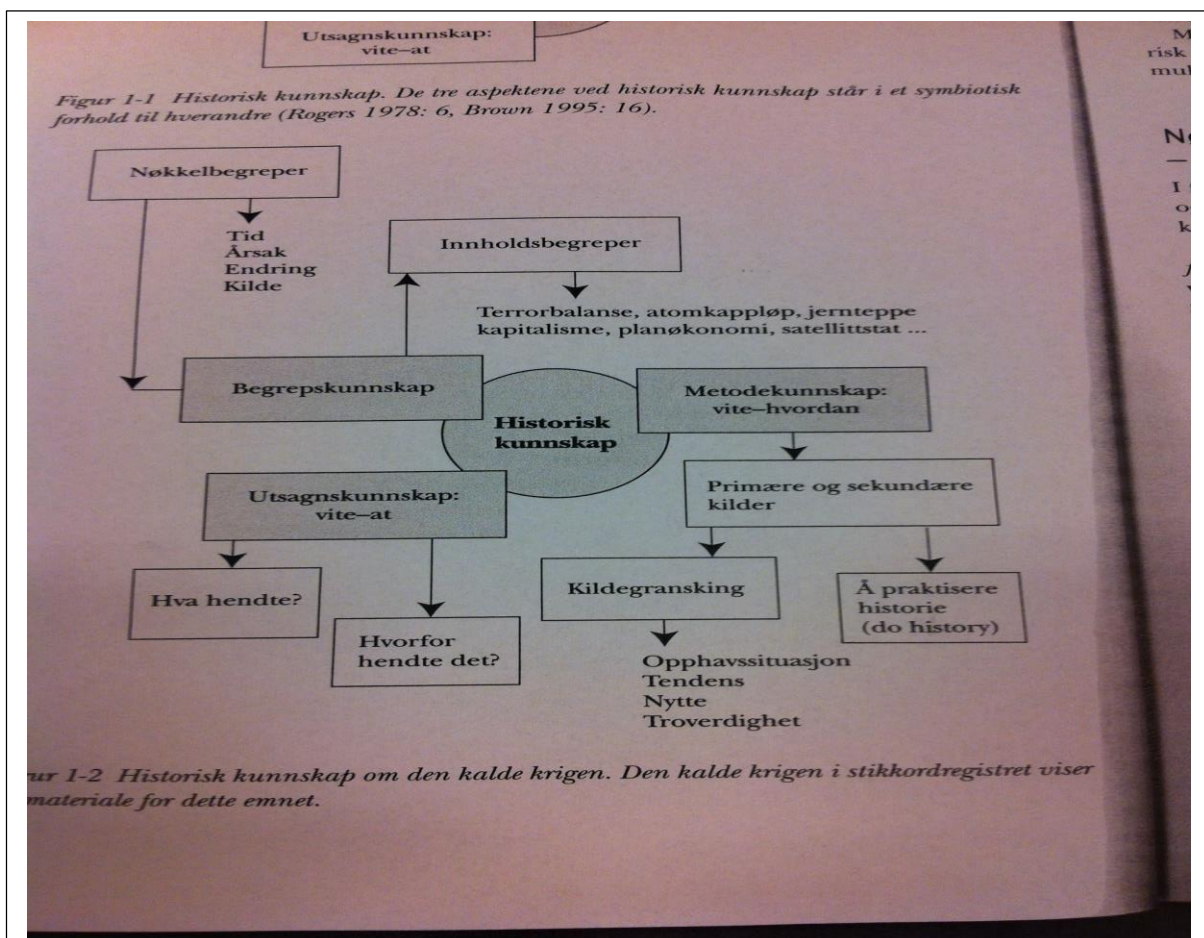 Utsagnskunnskap:
vite–at
Figur 1-1 Historisk kunnskap. De tre aspektene ved historisk kunnskap står i et symbiotisk
forhold til hverandre (Rogers 1978: 6, Brown 1995: 16).
Nøkkelbegreper
Tid
Årsak
Endring
Kilde
Innholdsbegreper
Terrorbalanse, atomkappløp, jernteppe
kapitalisme, planøkonomi, satellittstat ...
Begrepskunnskap
Historisk
kunnskap
Metodekunnskap:
vite–hvordan
Utsagnskunnskap:
vite–at
Primære og sekundære
kilder
Hva hendte?
Hvorfor
hendte det?
Kildegransking
Å praktisere
historie
(do history)
Opphavssituasjon
Tendens
Nytte
Troverdighet
ur 1-2 Historisk kunnskap om den kalde krigen. Den kalde krigen i stikkordregistret viser
materiale for dette emnet.
M
risk
mul
N
I
k